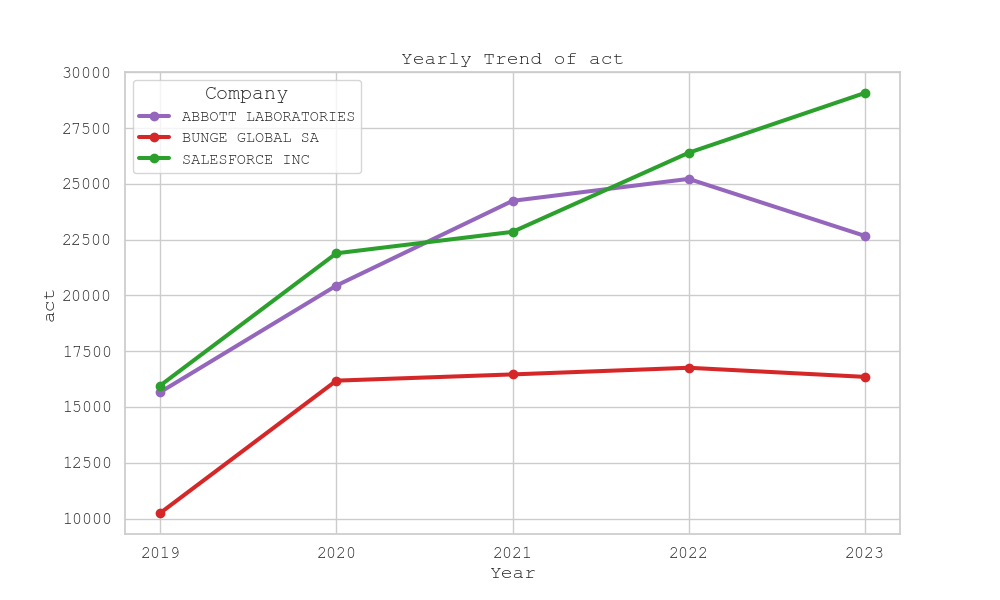 Yearly Trend of act
30000
27500
25000
22500
20000
17500
15000
12500
10000
act
Company
ABBOTT LABORATORIES
BUNGE GLOBAL SA
SALESFORCE INC
2019 2020 2021 2022 2023
Year